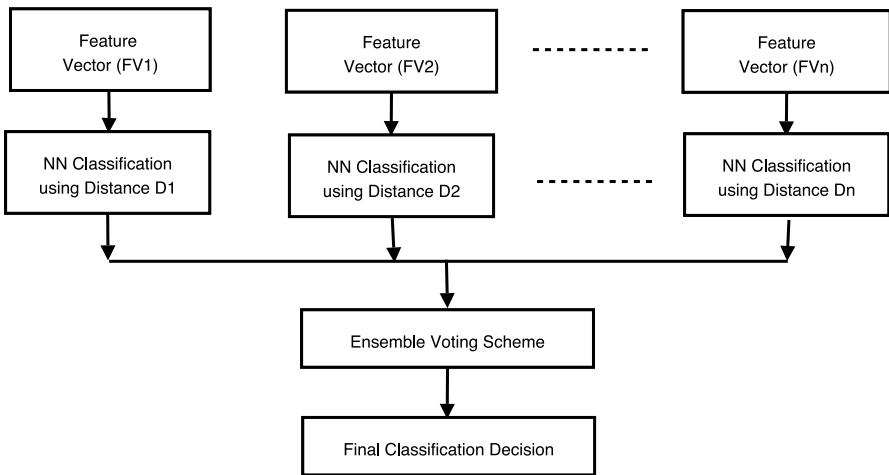 Feature
Vector (FV1)
Feature
Vector (FV2)
Feature
Vector (FVn)
NN Classification
using Distance D1
NN Classification
using Distance D2
NN Classification
using Distance Dn
Ensemble Voting Scheme
Final Classification Decision